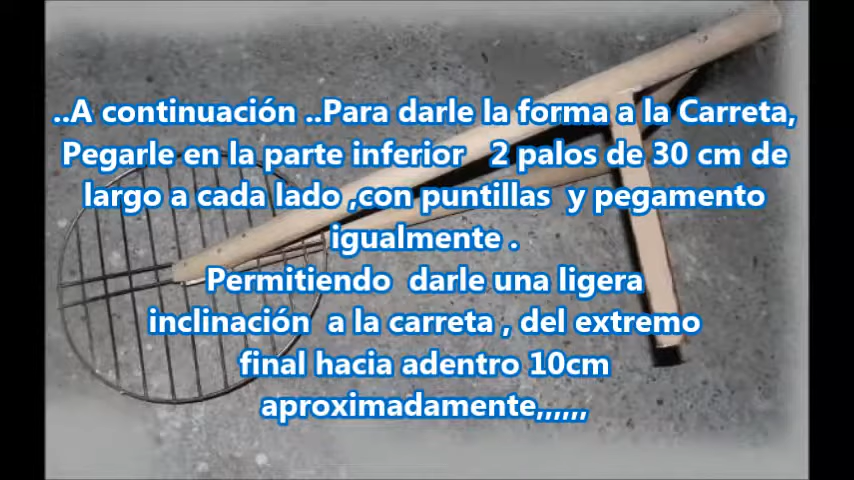 ..A continuación ..Para darle la forma a la Carreta,
Pegarle en la parte inferior 2 palos de 30 cm de
largo a cada lado ,con puntillas y pegamento
igualmente .
Permitiendo darle una ligera
inclinación a la carreta , del extremo
final hacia adentro 10cm
aproximadamente,,,,,,